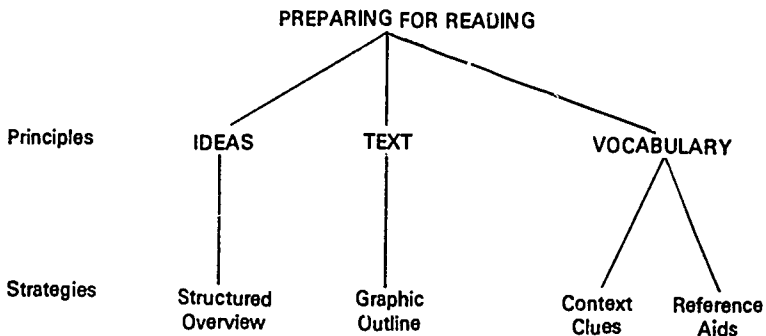 PREPARING FOR READING
Principles IDEAS TEXT VOCABULARY
Strategies Structured Overview Graphic Outline Context Clues Reference Aids